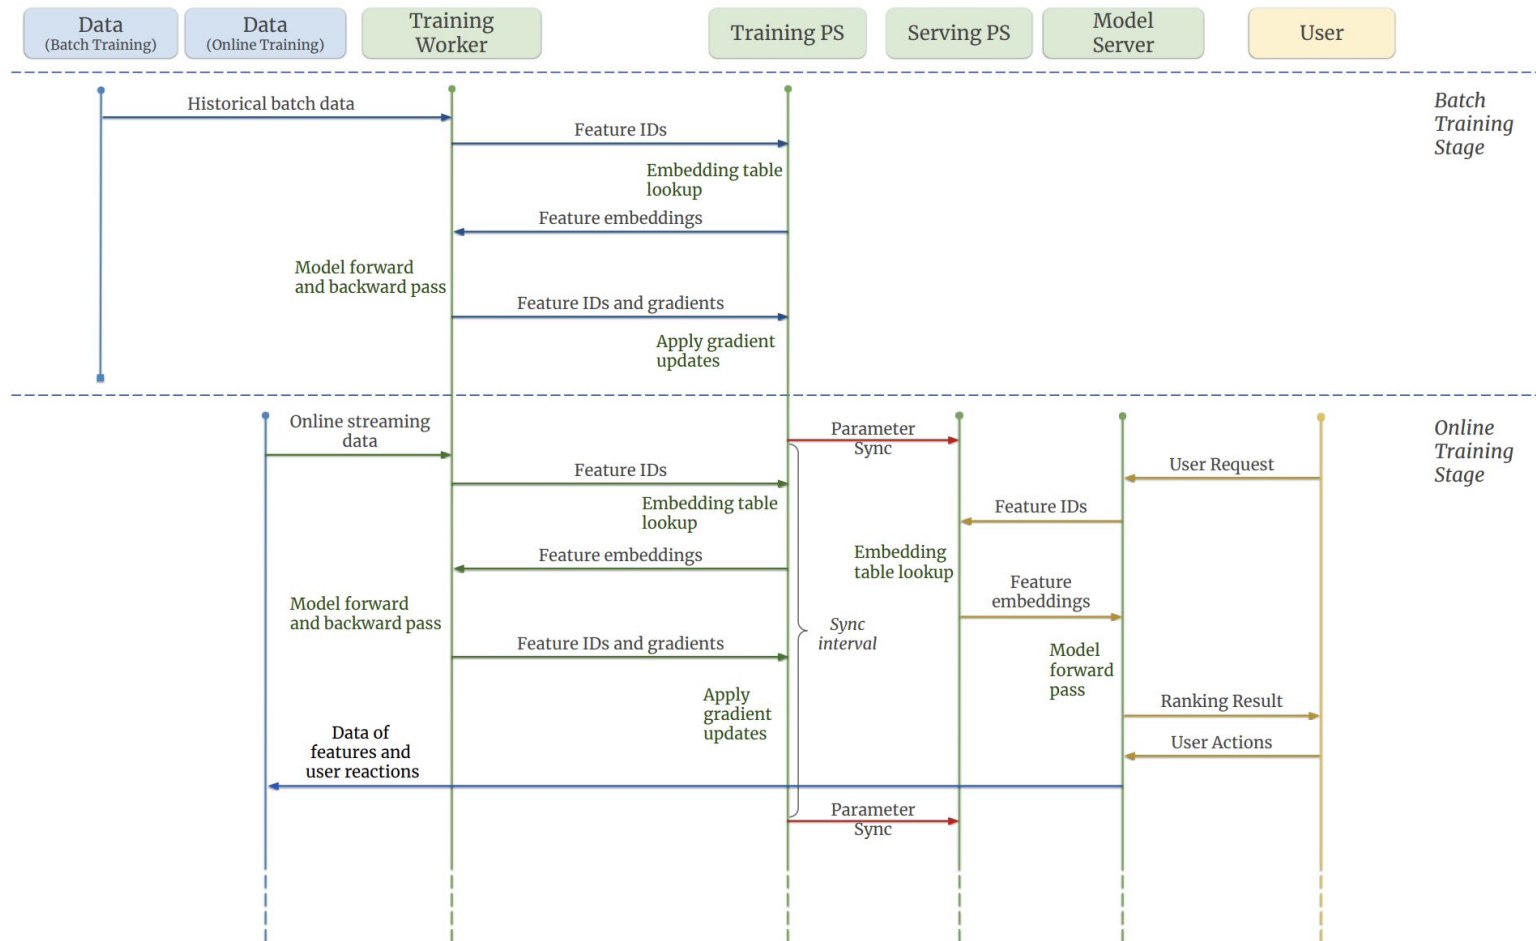 Data
(Batch Training)
Data
(Online Training)
Training
Worker
Training PS
Serving PS
Model
Server
User
Batch
Training
Stage
Historical batch data
Feature IDs
Embedding table
lookup
Feature embeddings
Model forward
and backward pass
Feature IDs and gradients
Apply gradient
updates
Online
Training
Stage
Online streaming
data
Parameter
Sync
User Request
Feature IDs
Embedding table
lookup
Feature IDs
Feature embeddings
Embedding
table lookup
Feature
embeddings
Model forward
and backward pass
Sync
interval
Feature IDs and gradients
Model
forward
pass
Apply
gradient
updates
Ranking Result
User Actions
Data of
features and
user reactions
Parameter
Sync